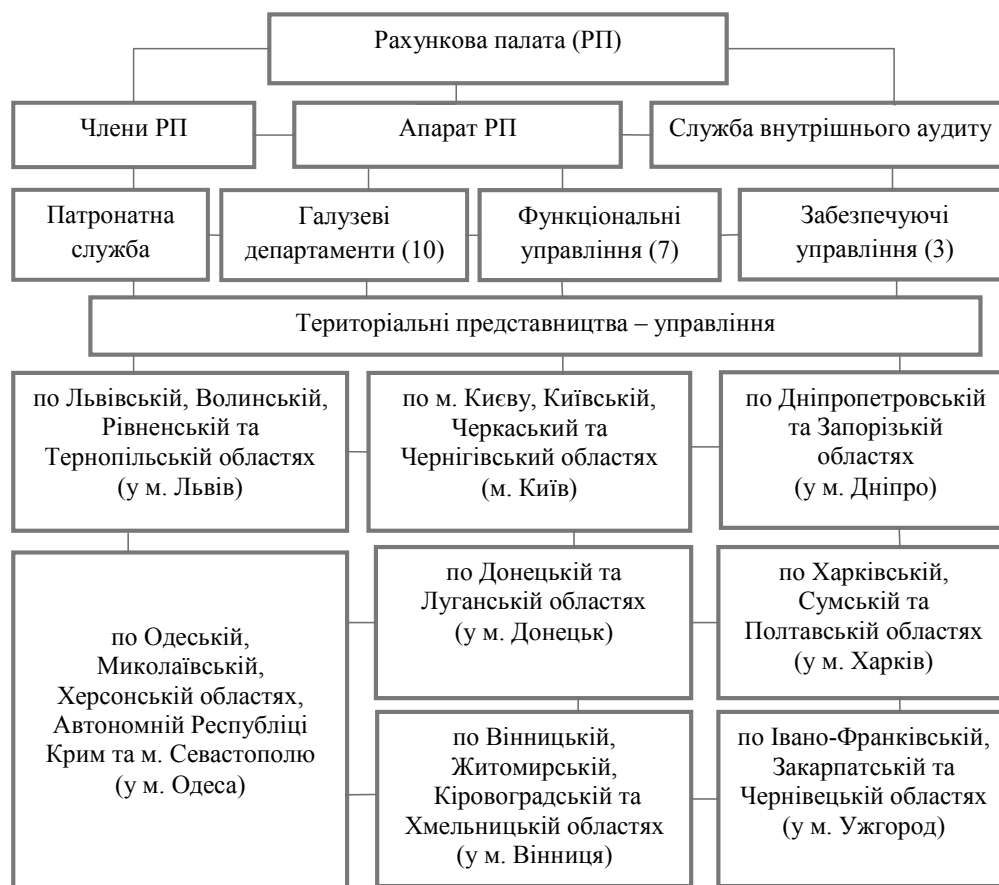 Рахункова палата (РП)
Члени РП
Апарат РП
Служба внутрішнього аудиту
Патронатна
служба
Галузеві
департаменти (10)
Функціональні
управління (7)
Забезпечуючі
управління (3)
Територіальні представництва – управління
по Львівській, Волинській,
Рівненській та
Тернопільській областях
(у м. Львів)
по м. Києву, Київській,
Черкаський та
Чернігівський областях
(м. Київ)
по Дніпропетровській
та Запорізькій
областях
(у м. Дніпро)
по Одеській,
Миколаївській,
Херсонській областях,
Автономній Республіці
Крим та м. Севастополю
(у м. Одеса)
по Донецькій та
Луганській областях
(у м. Донецьк)
по Харківській,
Сумській та
Полтавській областях
(у м. Харків)
по Вінницькій,
Житомирській,
Кіровоградській та
Хмельницькій областях
(у м. Вінниця)
по Івано-Франківській,
Закарпатській та
Чернівецькій областях
(у м. Ужгород)